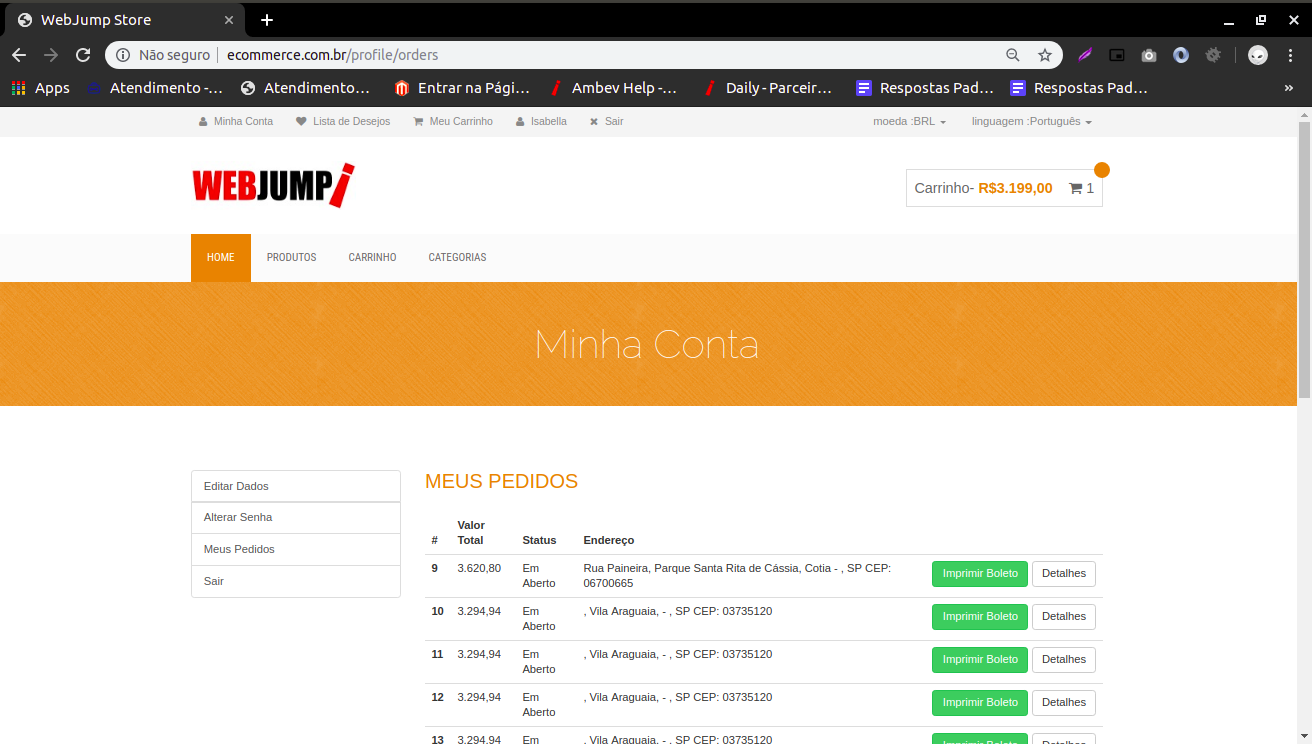 WebJump Store
Não seguro ecommerce.com.br/profile/orders
Apps Atendimento -... Atendimento... Entrar na Pági... Ambev Help -... Daily - Parceir... Respostas Pad... Respostas Pad... »
Minha Conta Lista de Desejos Meu Carrinho Isabella Sair moeda :BRL linguagem :Português
WEBJUMP
Carrinho- R$3.199,00 1
HOME PRODUTOS CARRINHO CATEGORIAS
Minha Conta
Editar Dados
Alterar Senha
Meus Pedidos
Sair
MEUS PEDIDOS
# Valor Total Status Endereço
9 3.620,80 Em Aberto Rua Paineira, Parque Santa Rita de Cássia, Cotia - , SP CEP: 06700665 Imprimir Boleto Detalhes
10 3.294,94 Em Aberto , Vila Araguaia, - , SP CEP: 03735120 Imprimir Boleto Detalhes
11 3.294,94 Em Aberto , Vila Araguaia, - , SP CEP: 03735120 Imprimir Boleto Detalhes
12 3.294,94 Em Aberto , Vila Araguaia, - , SP CEP: 03735120 Imprimir Boleto Detalhes
13 3.294,94 Em , Vila Araguaia, - , SP CEP: 03735120 Imprimir Boleto Detalhes